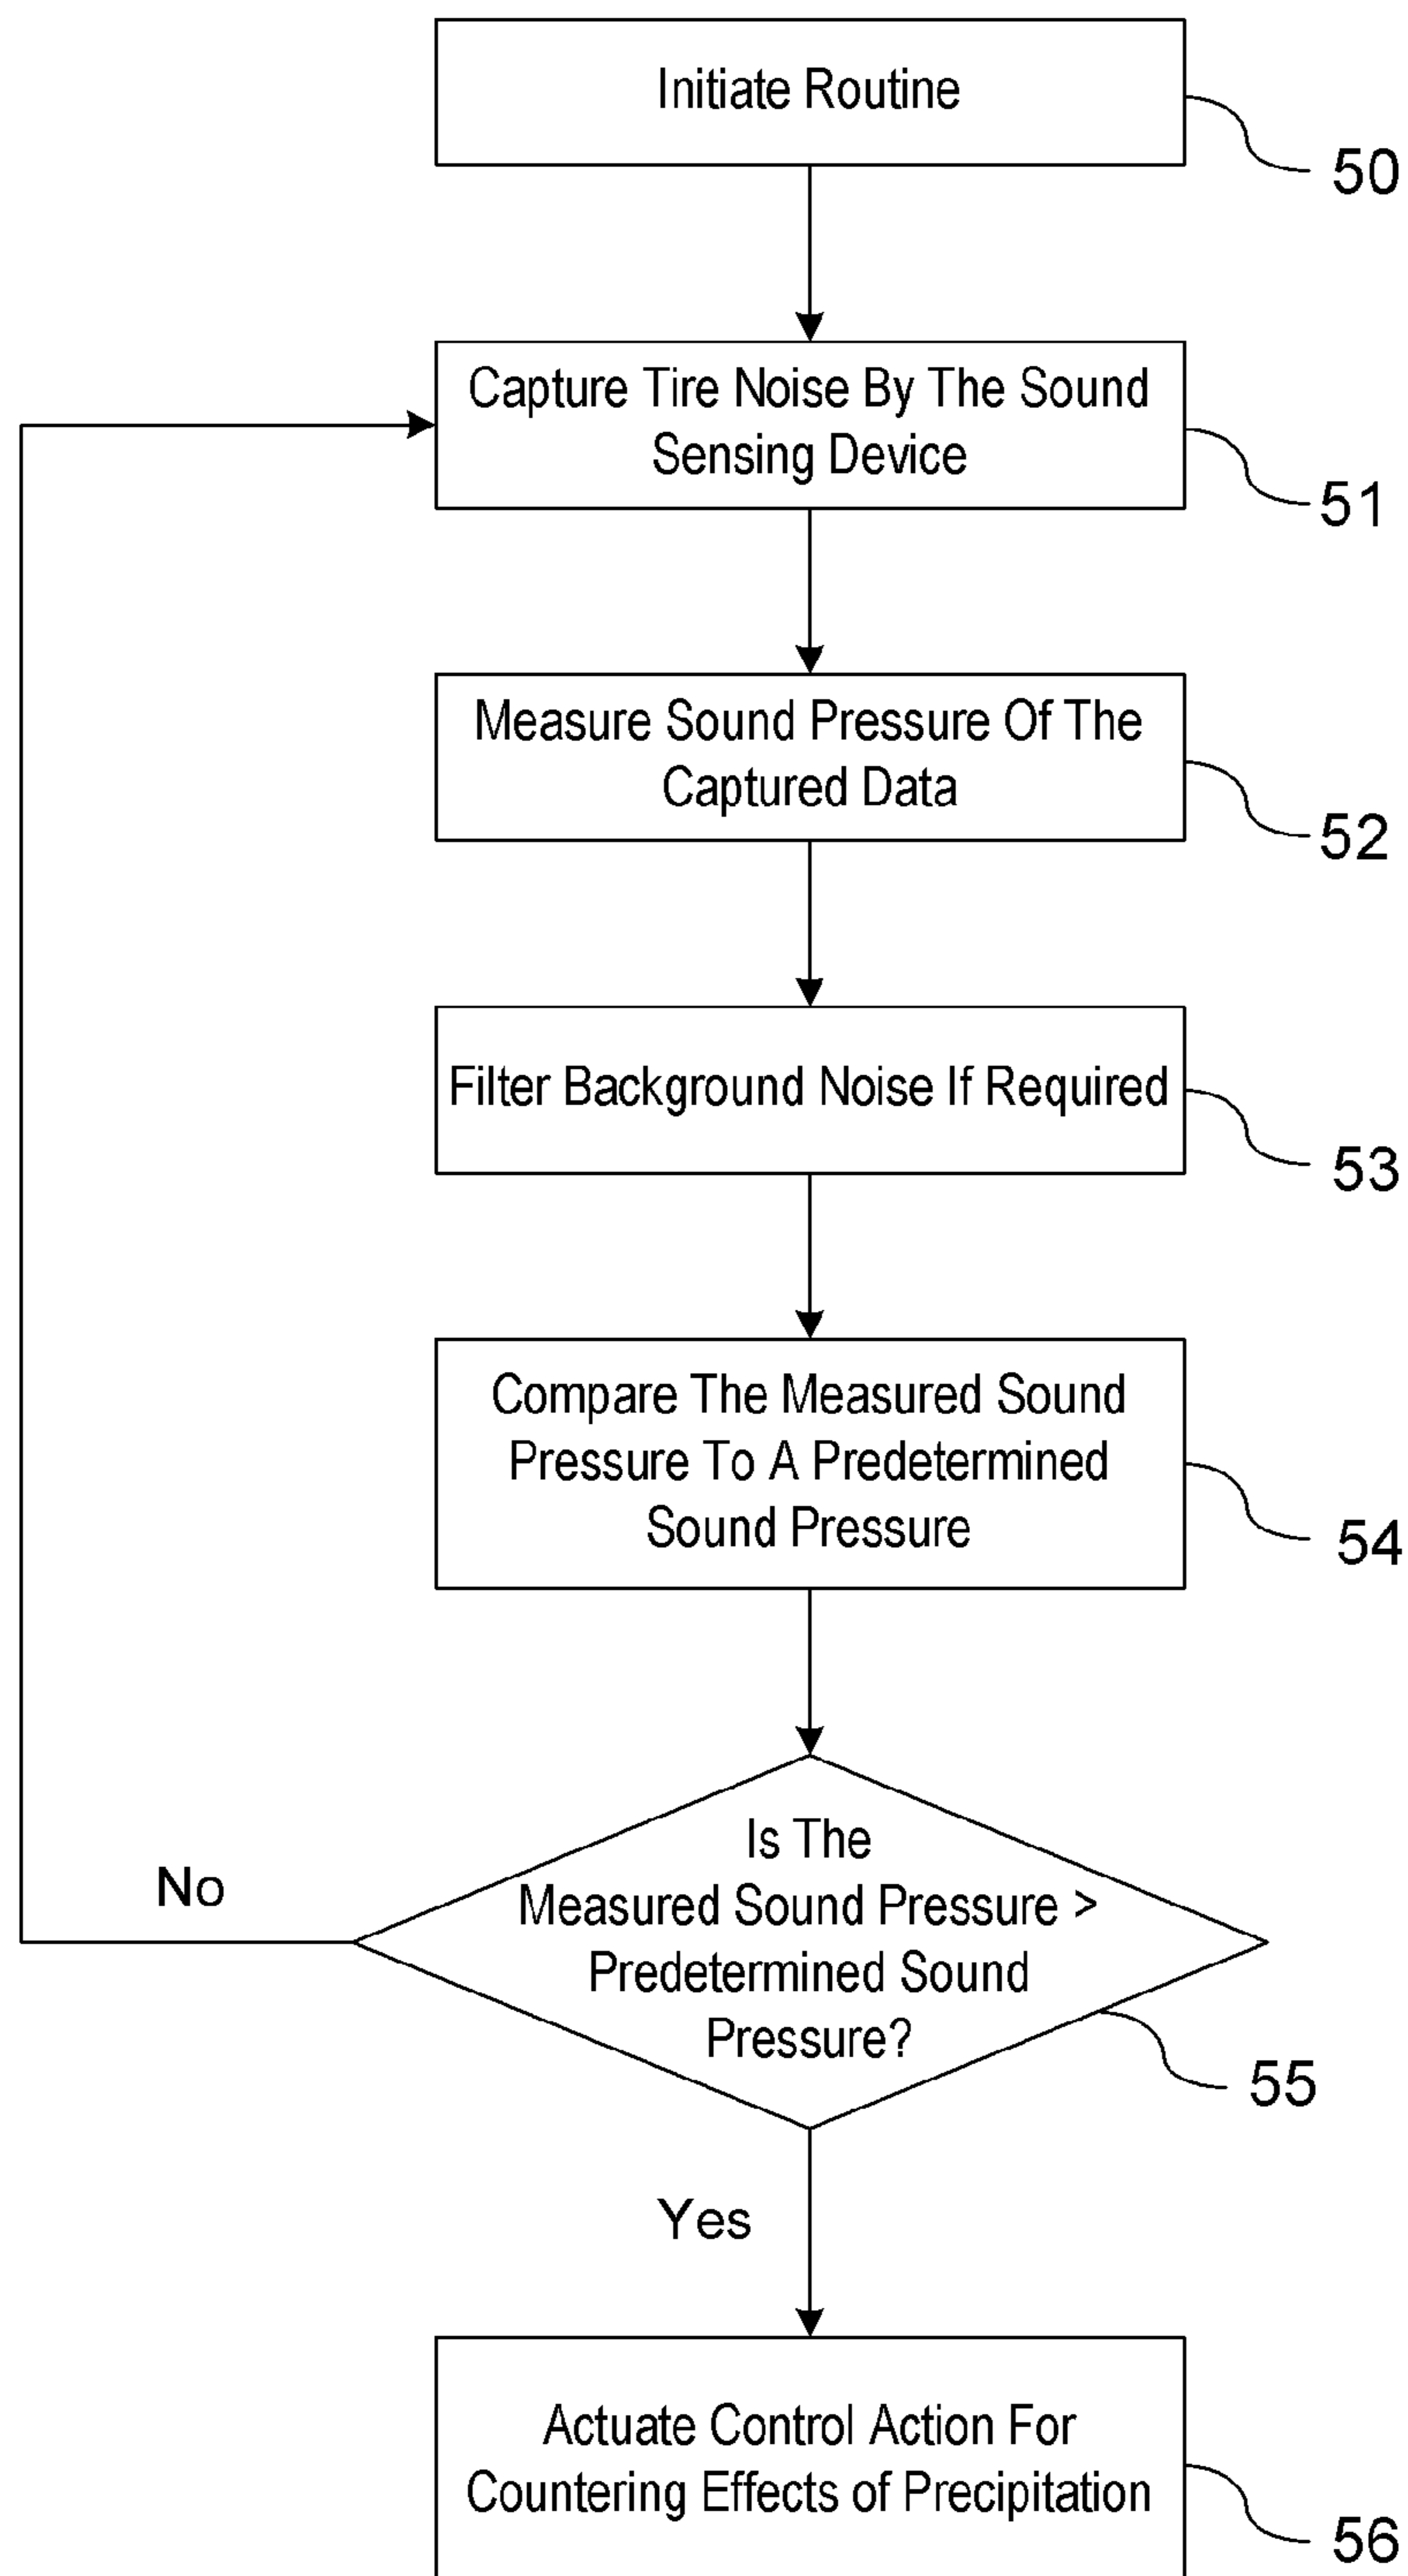 Initiate Routine
50
Capture Tire Noise By The Sound
Sensing Device
51
Measure Sound Pressure Of The
Captured Data
52
Filter Background Noise If Required
53
Compare The Measured Sound
Pressure To A Predetermined
Sound Pressure
54
Is The
Measured Sound Pressure >
Predetermined Sound
Pressure?
No
55
Yes
Actuate Control Action For
Countering Effects of Precipitation
56